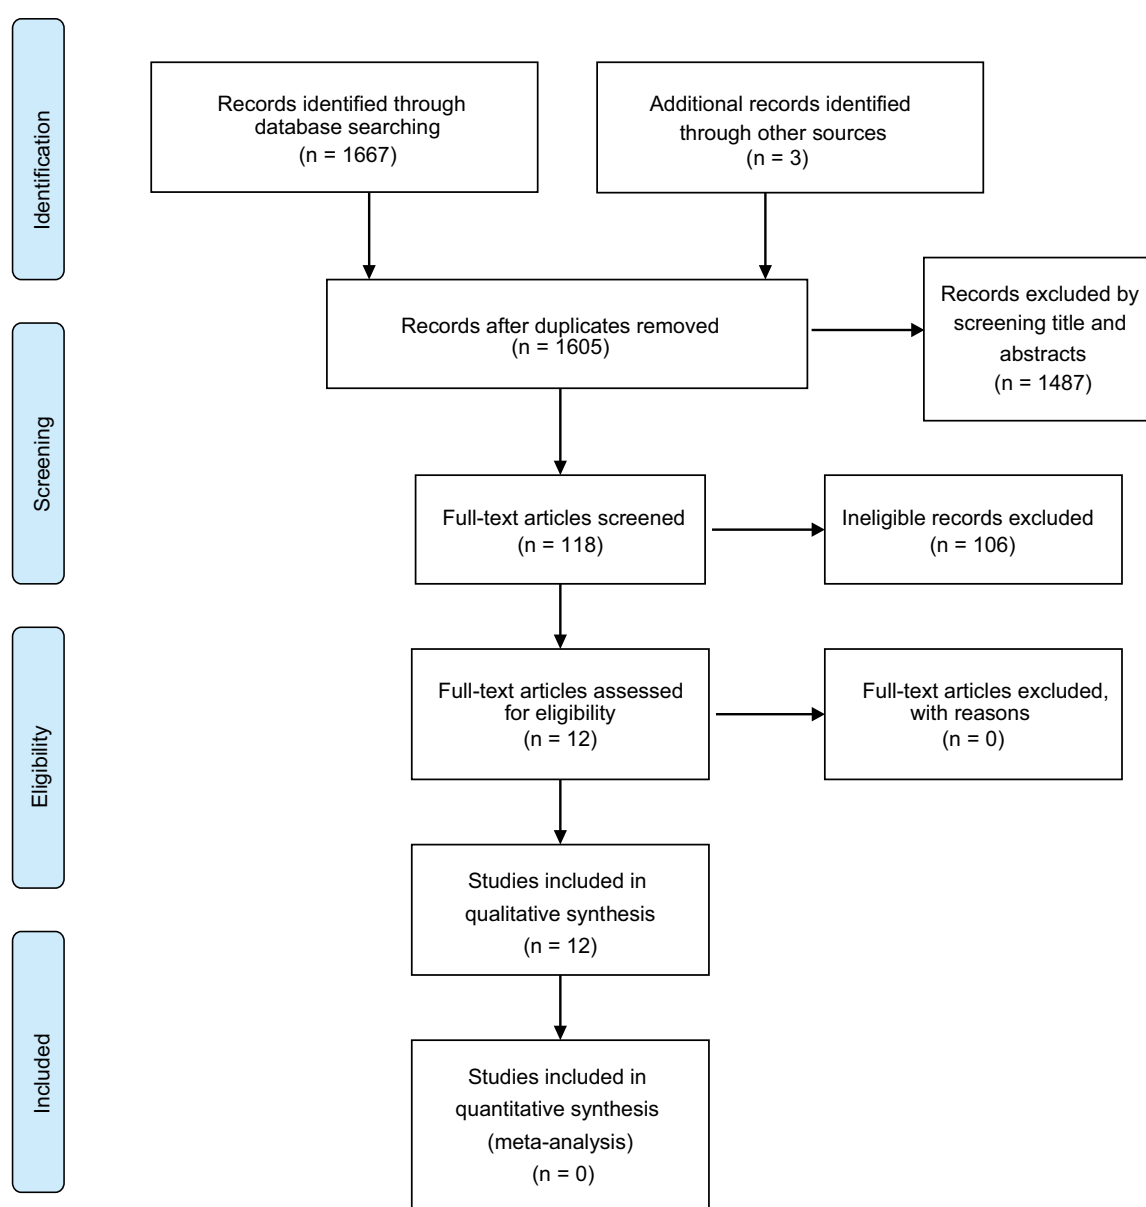 Identification
Records identified through
database searching
(n = 1667)
Additional records identified
through other sources
(n = 3)
Records after duplicates removed
(n = 1605)
Records excluded by
screening title and
abstracts
(n = 1487)
Screening
Full-text articles screened
(n = 118)
Ineligible records excluded
(n = 106)
Eligibility
Full-text articles assessed
for eligibility
(n = 12)
Full-text articles excluded,
with reasons
(n = 0)
Studies included in
qualitative synthesis
(n = 12)
Included
Studies included in
quantitative synthesis
(meta-analysis)
(n = 0)